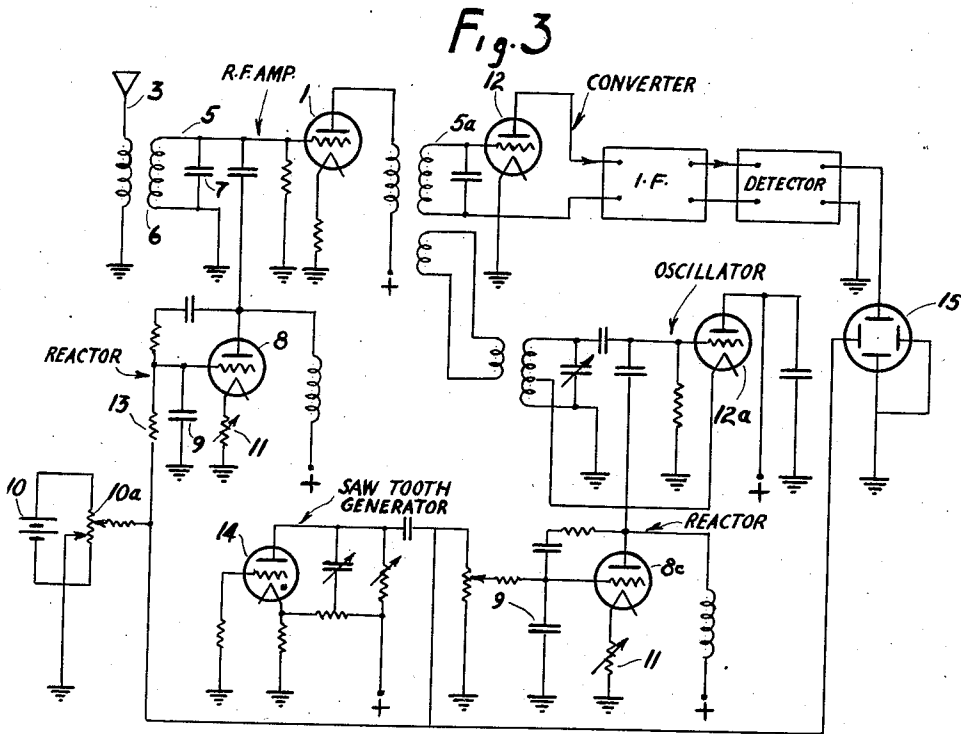 Fig. 3
R.F. AMP.
3
1
12
CONVERTER
5
5a
7
6
I.F.
DETECTOR
OSCILLATOR
15
8
REACTOR
12a
13
9
11
+
+
+
10
10a
SAW TOOTH
GENERATOR
REACTOR
14
8c
9
11
+
+